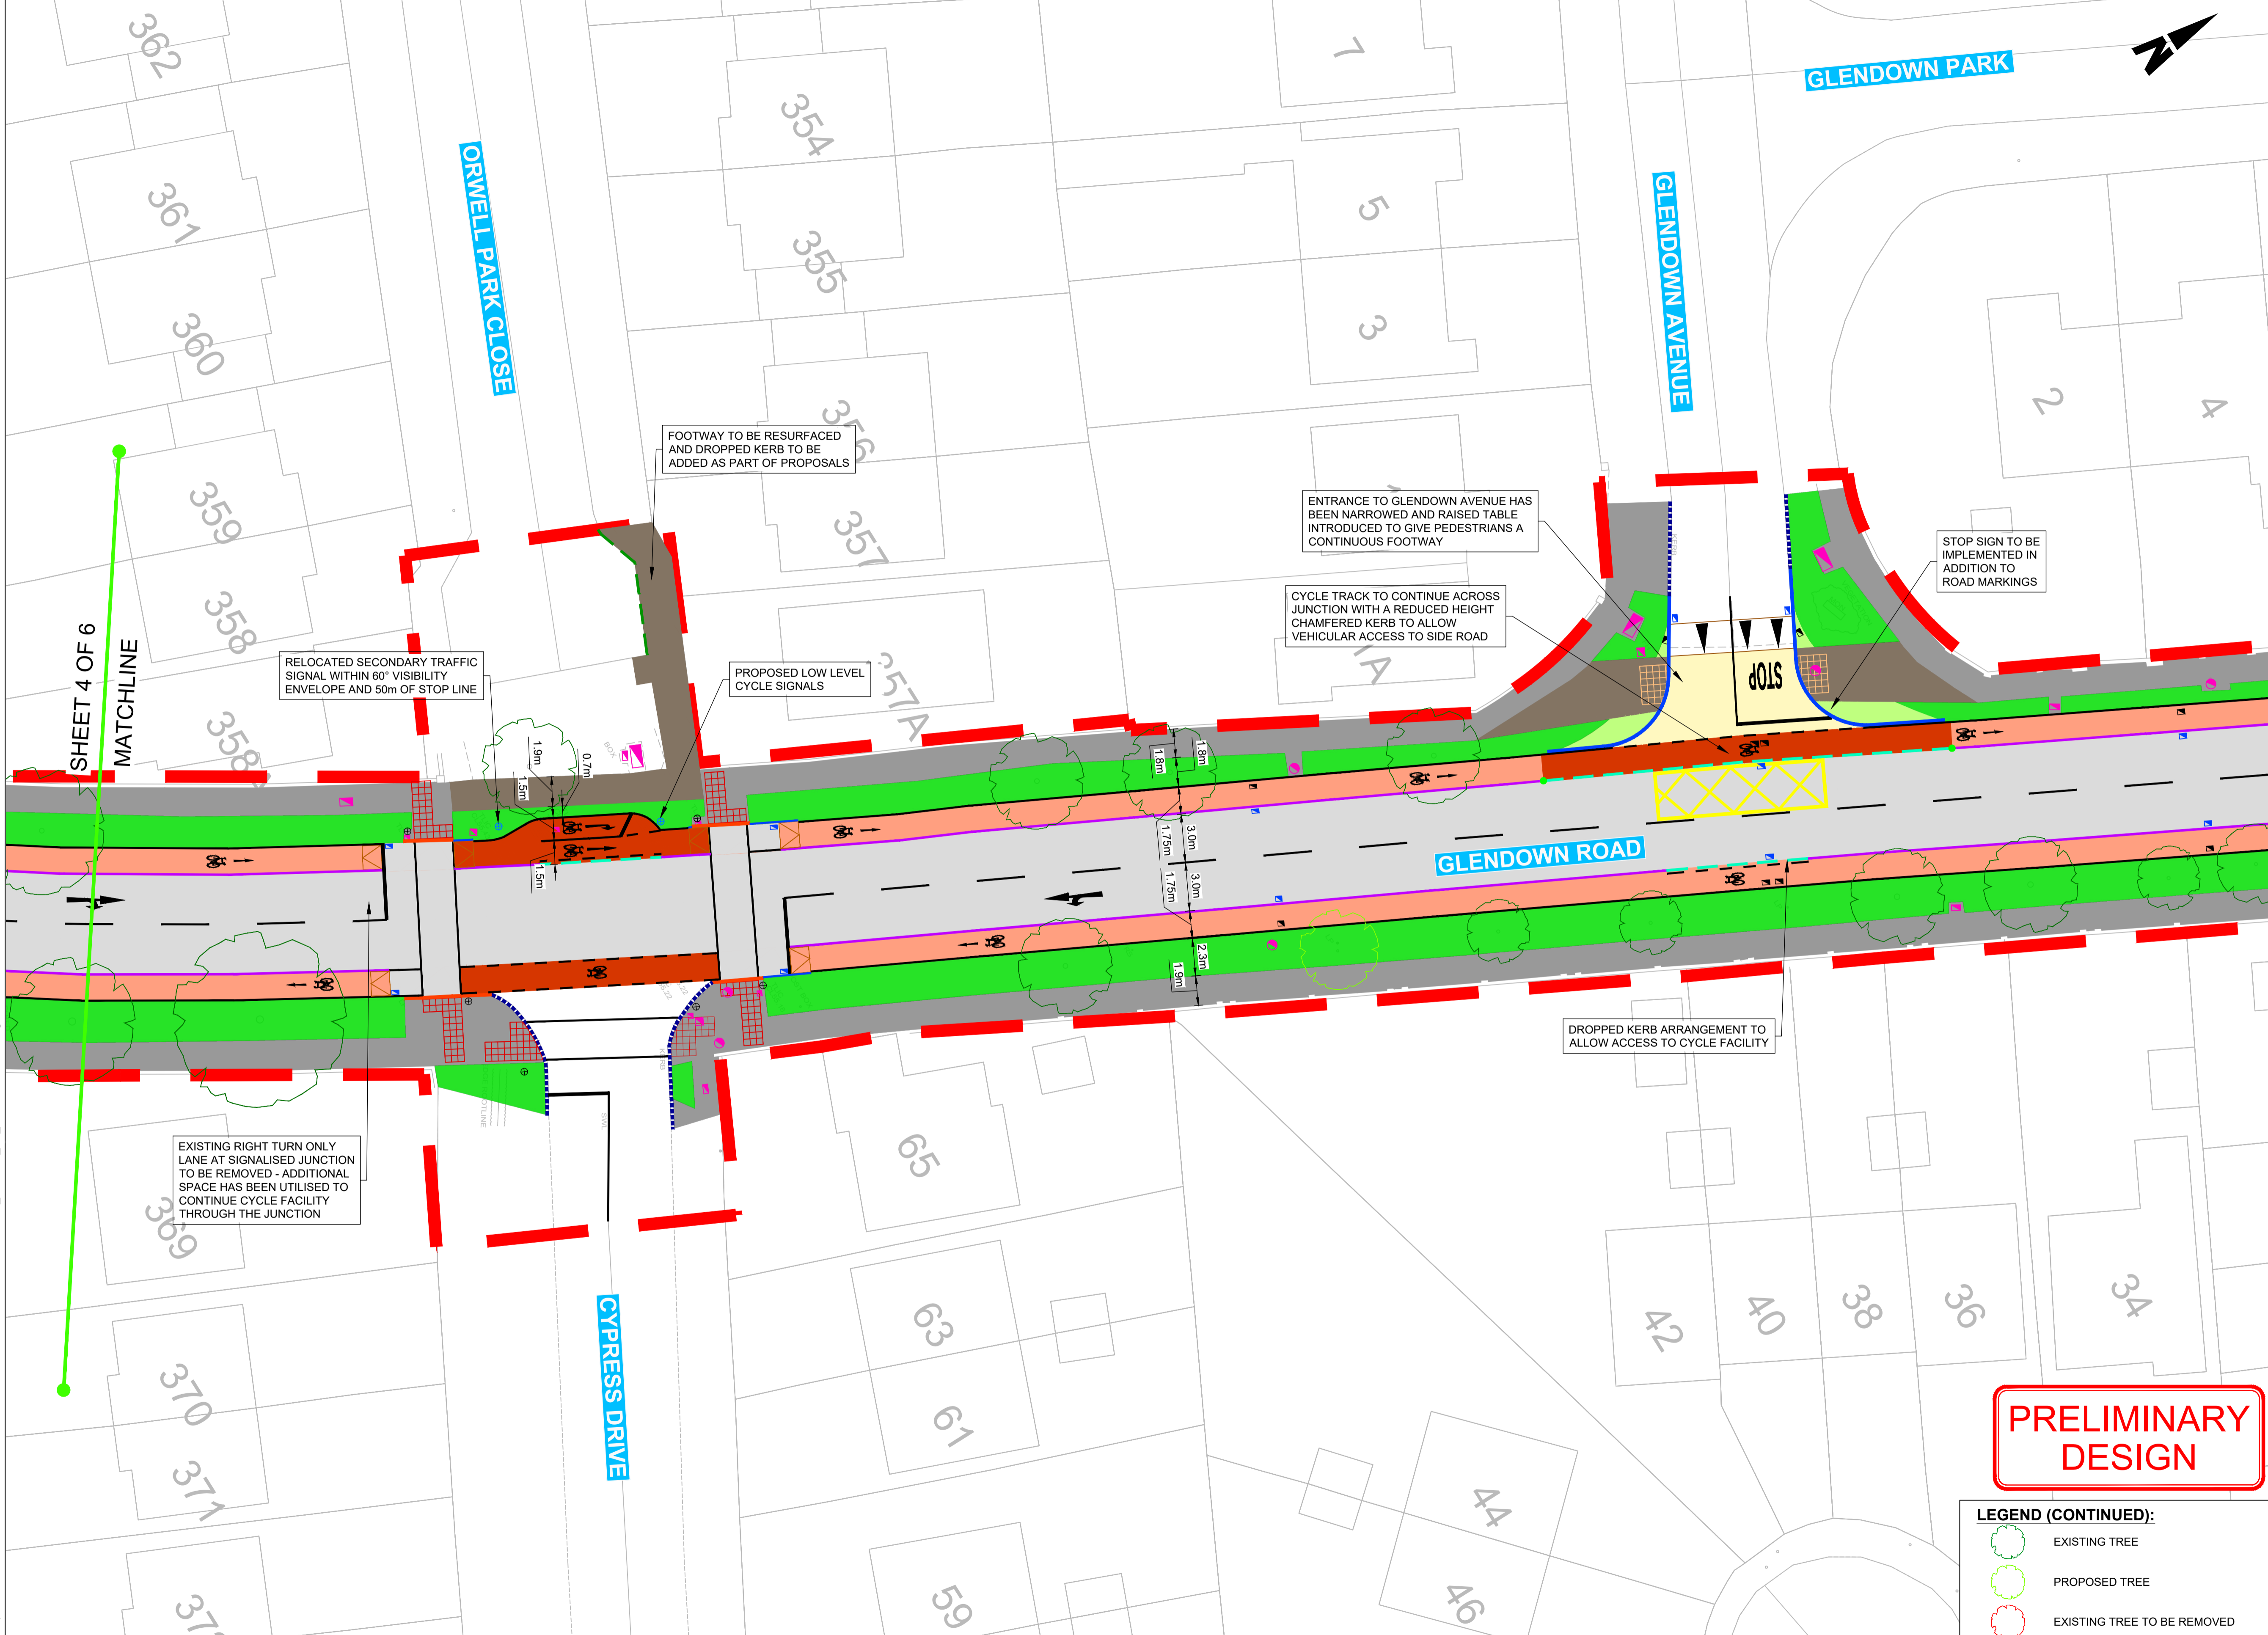 362
361
360
359
358
358A
354
355
356
357
357A
7
5
3
1A
2
4
N
GLENDOWN PARK
ORWELL PARK CLOSE
GLENDOWN AVENUE
FOOTWAY TO BE RESURFACED
AND DROPPED KERB TO BE
ADDED AS PART OF PROPOSALS
ENTRANCE TO GLENDOWN AVENUE HAS
BEEN NARROWED AND RAISED TABLE
INTRODUCED TO GIVE PEDESTRIANS A
CONTINUOUS FOOTWAY
STOP SIGN TO BE
IMPLEMENTED IN
ADDITION TO
ROAD MARKINGS
CYCLE TRACK TO CONTINUE ACROSS
JUNCTION WITH A REDUCED HEIGHT
CHAMFERED KERB TO ALLOW
VEHICULAR ACCESS TO SIDE ROAD
SHEET 4 OF 6
MATCHLINE
RELOCATED SECONDARY TRAFFIC
SIGNAL WITHIN 60° VISIBILITY
ENVELOPE AND 50m OF STOP LINE
PROPOSED LOW LEVEL
CYCLE SIGNALS
STOP
BOX
KERB
1.9m
0.7m
1.5m
1.5m
1.8m
1.8m
1.75m
3.0m
1.75m
3.0m
2.3m
1.9m
GLENDOWN ROAD
DROPPED KERB ARRANGEMENT TO
ALLOW ACCESS TO CYCLE FACILITY
KERB
SWL
EXISTING RIGHT TURN ONLY
LANE AT SIGNALISED JUNCTION
TO BE REMOVED - ADDITIONAL
SPACE HAS BEEN UTILISED TO
CONTINUE CYCLE FACILITY
THROUGH THE JUNCTION
CYPRESS DRIVE
369
370
371
65
63
61
59
42
40
38
36
34
44
46
PRELIMINARY
DESIGN
LEGEND (CONTINUED):
EXISTING TREE
PROPOSED TREE
EXISTING TREE TO BE REMOVED